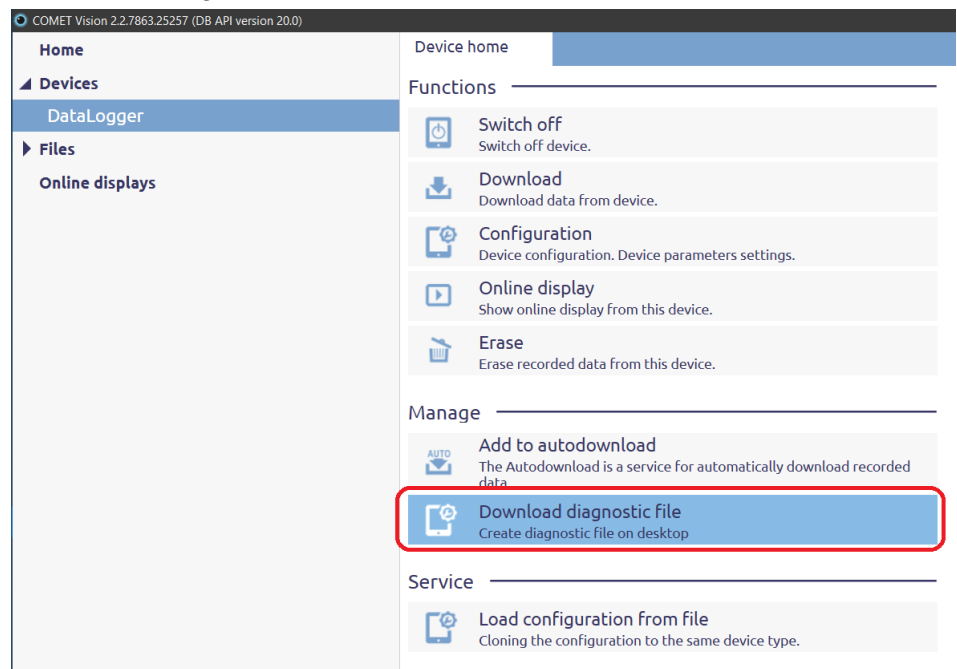 COMET Vision 2.2.7863.25257 (DB API version 20.0)
Home
Devices
DataLogger
Files
Online displays
Device home
Functions
Switch off
Switch off device.
Download
Download data from device.
Configuration
Device configuration. Device parameters settings.
Online display
Show online display from this device.
Erase
Erase recorded data from this device.
Manage
AUTO
Add to autodownload
The Autodownload is a service for automatically download recorded
data
Download diagnostic file
Create diagnostic file on desktop
Service
Load configuration from file
Cloning the configuration to the same device type.